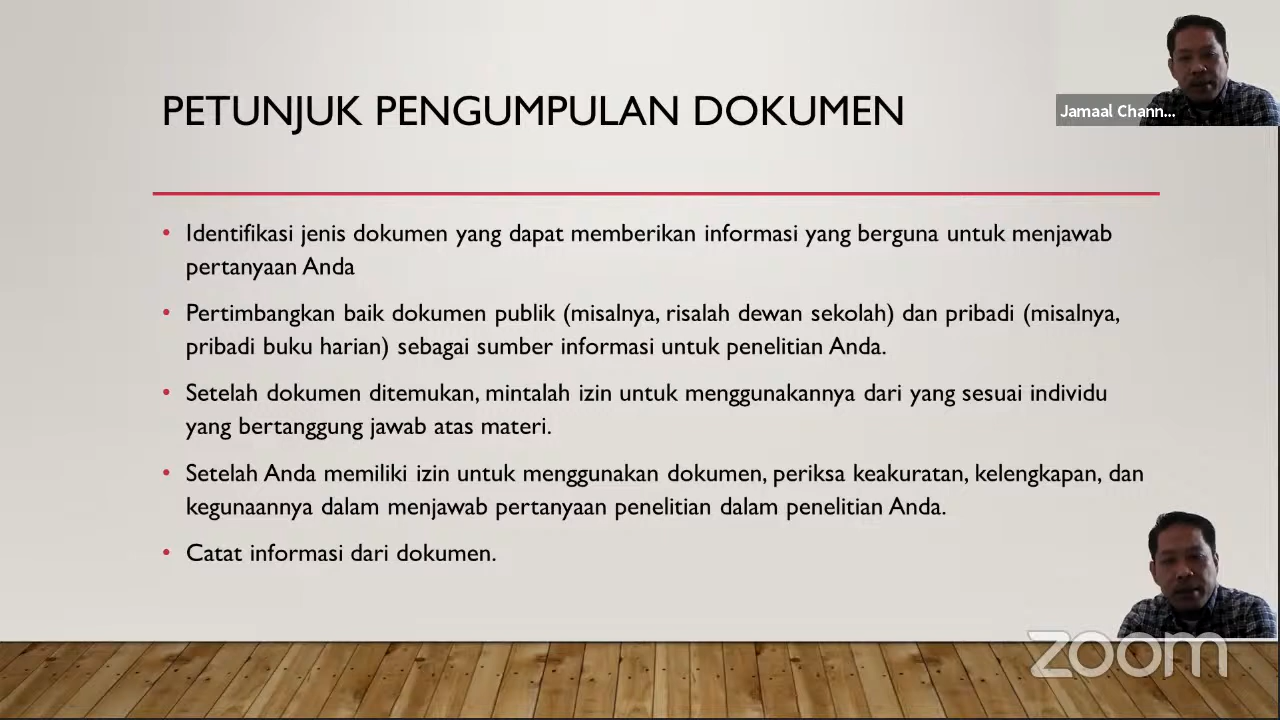 PETUNJUK PENGUMPULAN DOKUMEN
Jamaal Chann...
• Identifikasi jenis dokumen yang dapat memberikan informasi yang berguna untuk menjawab
pertanyaan Anda
• Pertimbangkan baik dokumen publik (misalnya, risalah dewan sekolah) dan pribadi (misalnya,
pribadi buku harian) sebagai sumber informasi untuk penelitian Anda.
• Setelah dokumen ditemukan, mintalah izin untuk menggunakannya dari yang sesuai individu
yang bertanggung jawab atas materi.
• Setelah Anda memiliki izin untuk menggunakan dokumen, periksa keakuratan, kelengkapan, dan
kegunaannya dalam menjawab pertanyaan penelitian dalam penelitian Anda.
• Catat informasi dari dokumen.
zoom